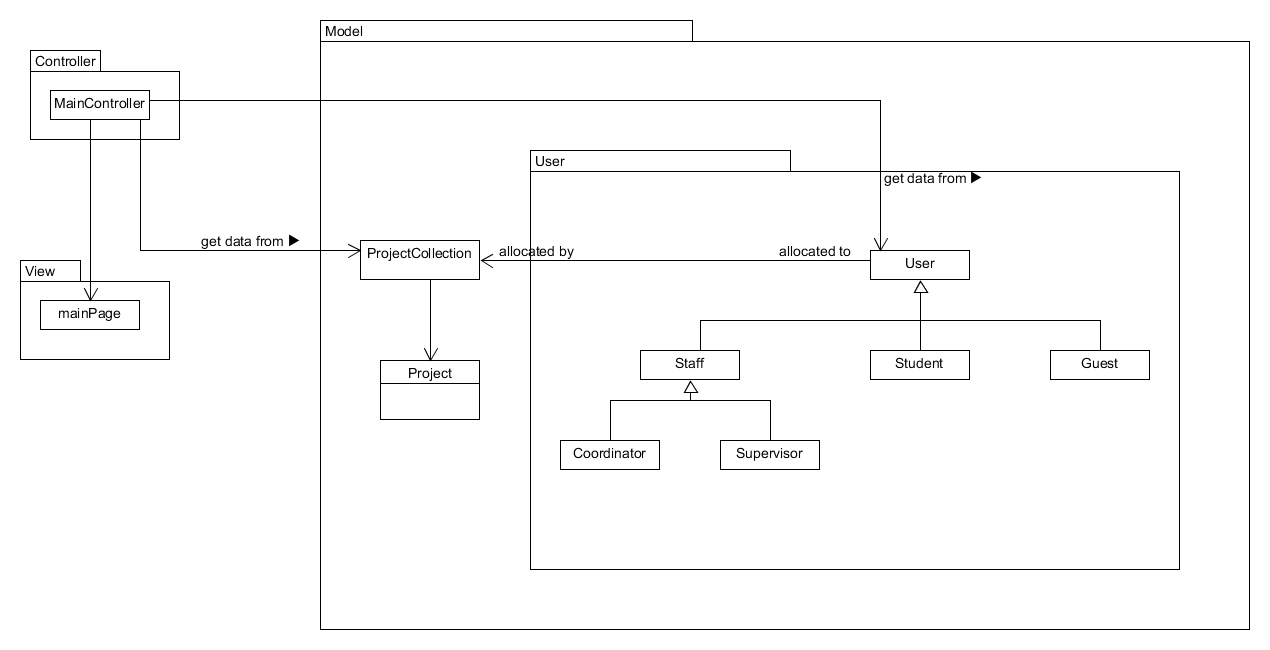 Model
Controller
MainController
User
get data from ▶
get data from ▶
ProjectCollection
allocated by
allocated to
User
View
mainPage
Project
Staff
Student
Guest
Coordinator
Supervisor